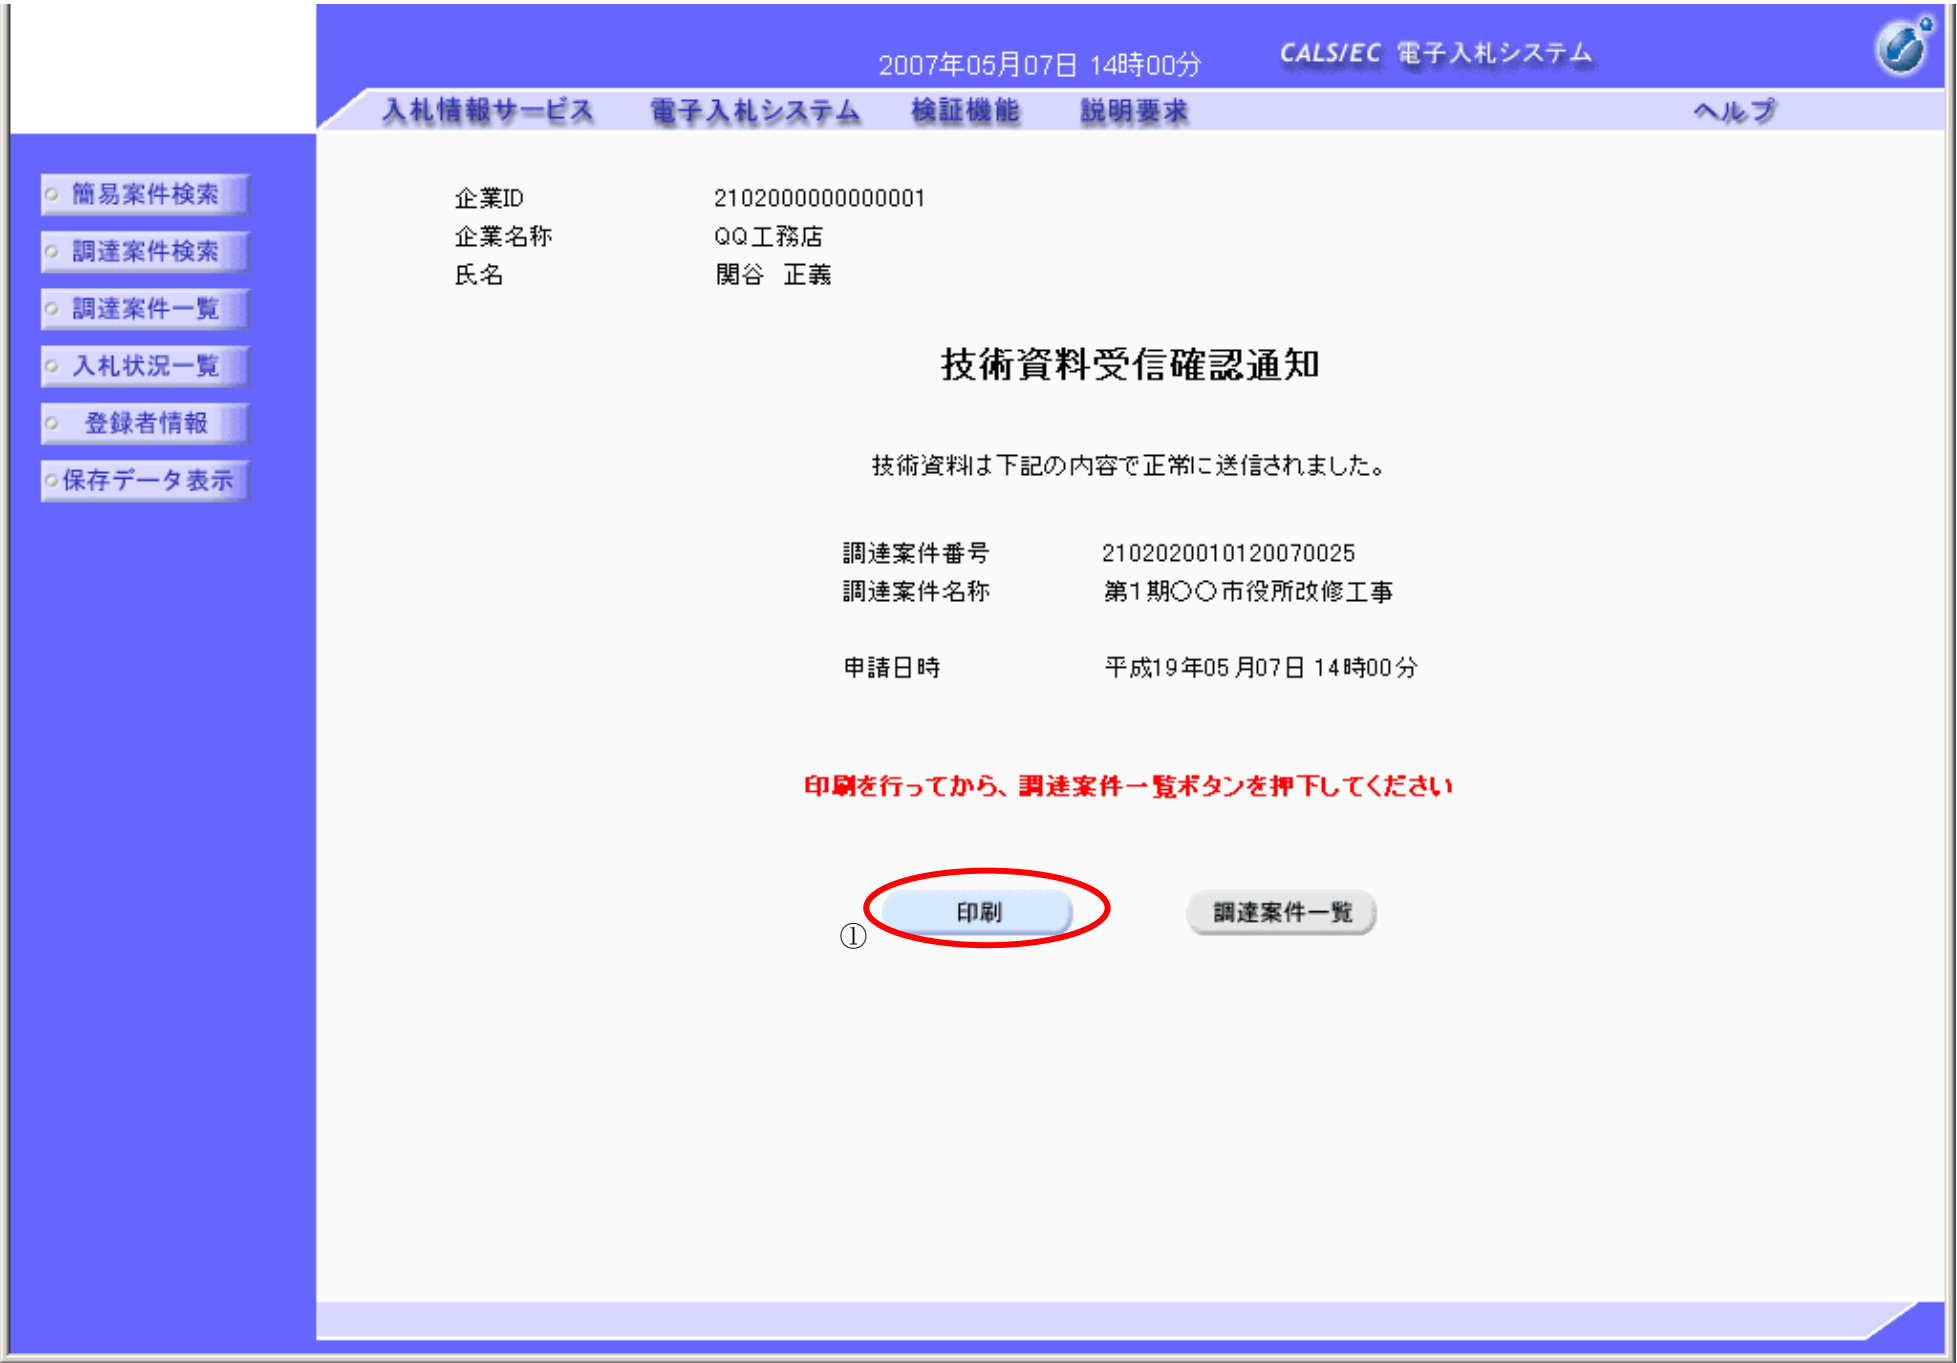 2007年05月07日 14時00分
CALS/EC 電子入札システム
入札情報サービス 電子入札システム 検証機能 説明要求 ヘルプ
簡易案件検索
調達案件検索
調達案件一覧
入札状況一覧
登録者情報
保存データ表示
企業ID 2102000000000001
企業名称 QQ工務店
氏名 関谷 正義
技術資料受信確認通知
技術資料は下記の内容で正常に送信されました。
調達案件番号 2102020010120070025
調達案件名称 第1期〇〇市役所改修工事
申請日時 平成19年05月07日 14時00分
印刷を行ってから、調達案件一覧ボタンを押下してください
① 印刷 調達案件一覧